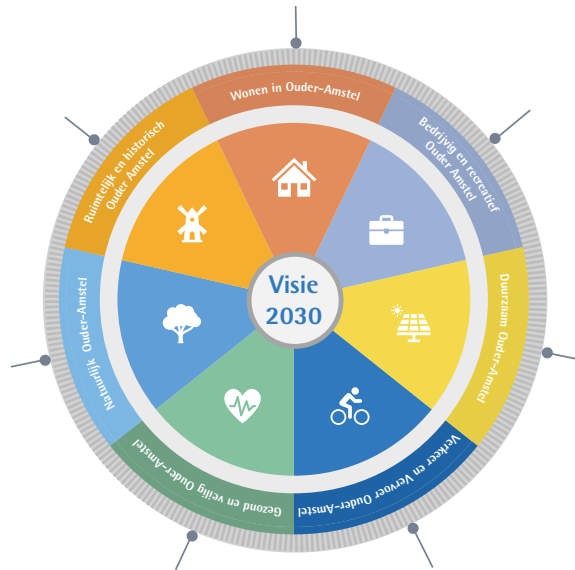 Wonen in Ouder-Amstel
Bedrijvig en recreatief
Ouder Amstel
Duurzaam Ouder-Amstel
Verkeer en Vervoer Ouder-Amstel
Gezond en veilig Ouder-Amstel
Natuurlijk Ouder-Amstel
Ruimtelijk en historisch
Ouder Amstel
Visie
2030